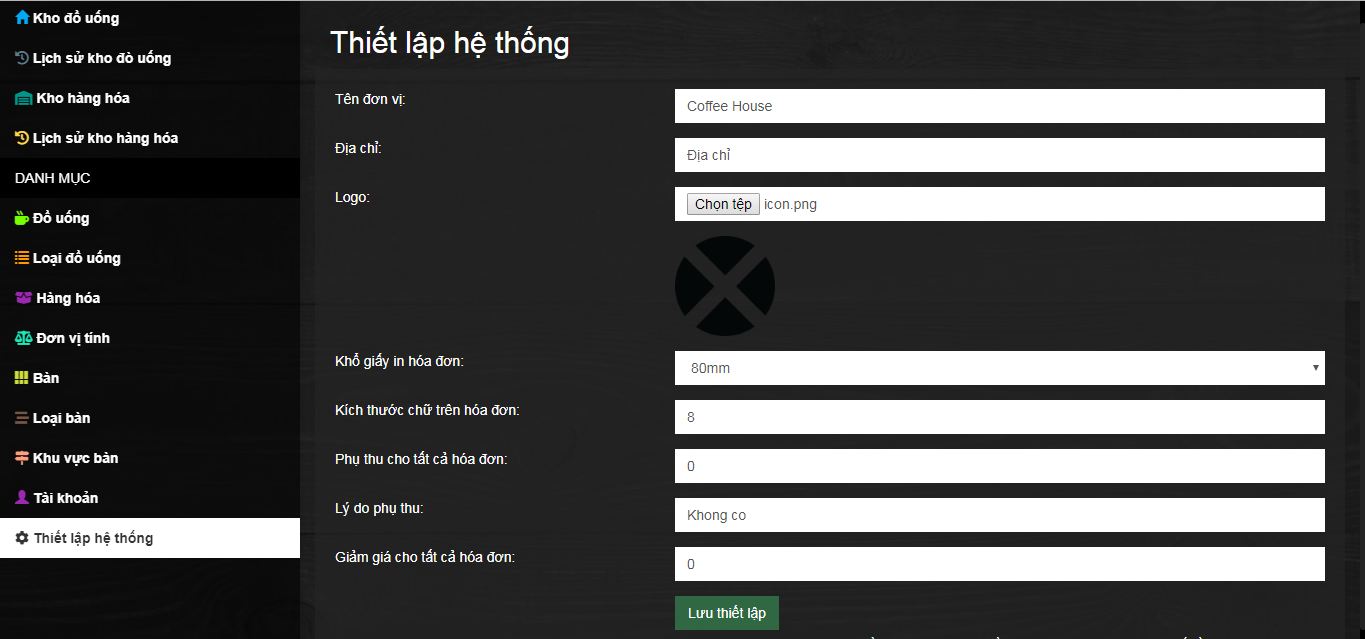 Kho đồ uống
Lịch sử kho đò uống
Kho hàng hóa
Lịch sử kho hàng hóa
DANH MỤC
Đồ uống
Loại đồ uống
Hàng hóa
Đơn vị tính
Bàn
Loại bàn
Khu vực bàn
Tài khoản
Thiết lập hệ thống
Thiết lập hệ thống
Tên đơn vị: Coffee House
Địa chỉ: Địa chỉ
Logo: Chọn tệp icon.png
Khổ giấy in hóa đơn: 80mm
Kích thước chữ trên hóa đơn: 8
Phụ thu cho tất cả hóa đơn: 0
Lý do phụ thu: Khong co
Giảm giá cho tất cả hóa đơn: 0
Lưu thiết lập